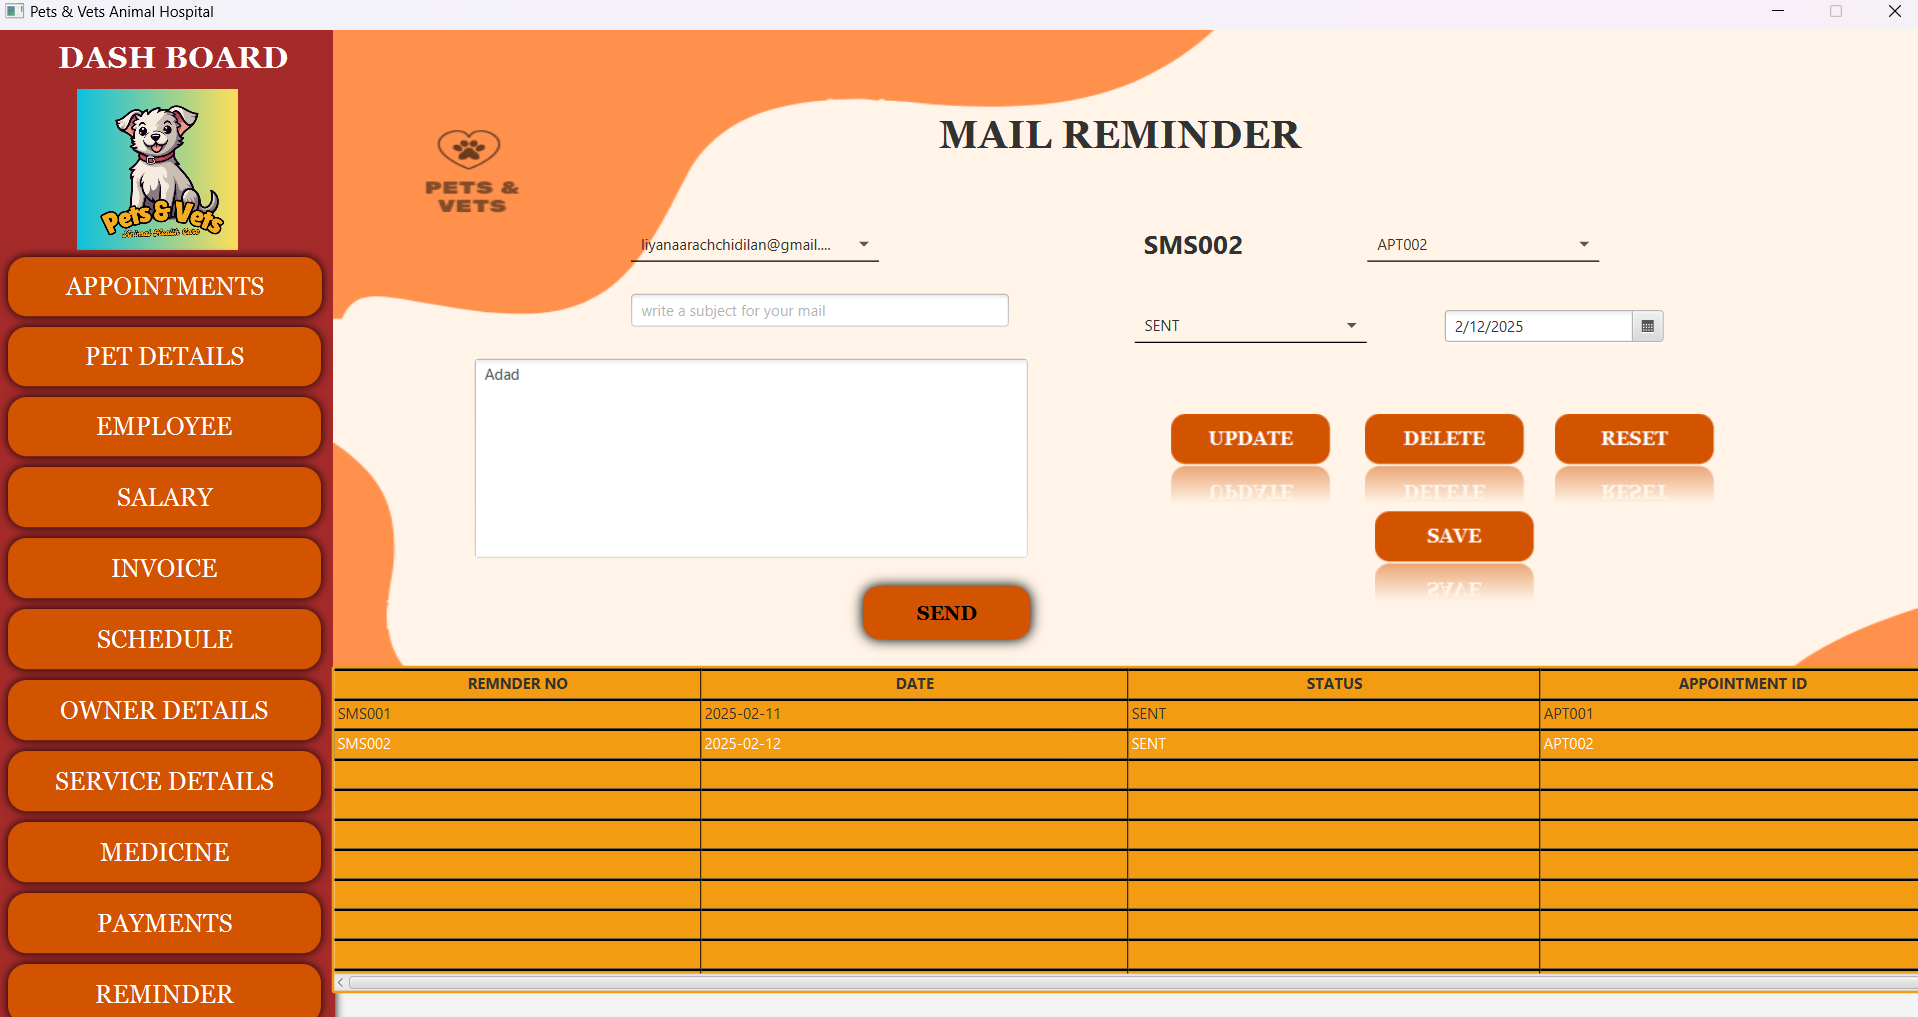 Pets & Vets Animal Hospital
DASH BOARD
Pets & Vets
Animal Health Care
APPOINTMENTS
PET DETAILS
EMPLOYEE
SALARY
INVOICE
SCHEDULE
OWNER DETAILS
SERVICE DETAILS
MEDICINE
PAYMENTS
REMINDER
PETS &
VETS
MAIL REMINDER
liyanaarachchidilan@gmail....
write a subject for your mail
Adad
SEND
SMS002
APT002
SENT
2/12/2025
UPDATE
DELETE
RESET
SAVE
REMNDER NO DATE STATUS APPOINTMENT ID
SMS001 2025-02-11 SENT APT001
SMS002 2025-02-12 SENT APT002